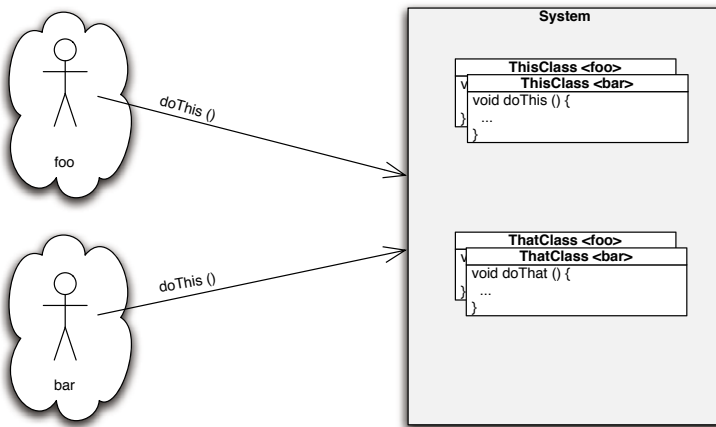 System
ThisClass <foo>
v
}
ThisClass <bar>
void doThis () {
...
}
doThis ()
foo
ThatClass <foo>
v
}
ThatClass <bar>
void doThat () {
...
}
doThis ()
bar